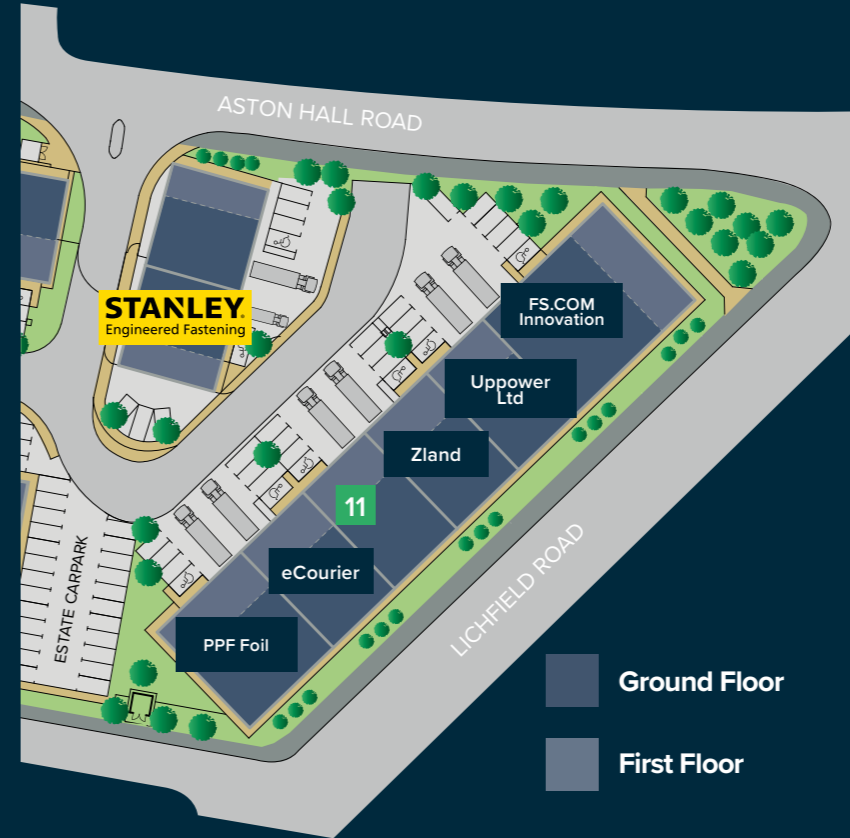 ASTON HALL ROAD
STANLEY.
Engineered Fastening
FS.COM
Innovation
Uppower
Ltd
Zland
11
eCourier
PPF Foil
ESTATE CARPARK
LICHFIELD ROAD
Ground Floor
First Floor